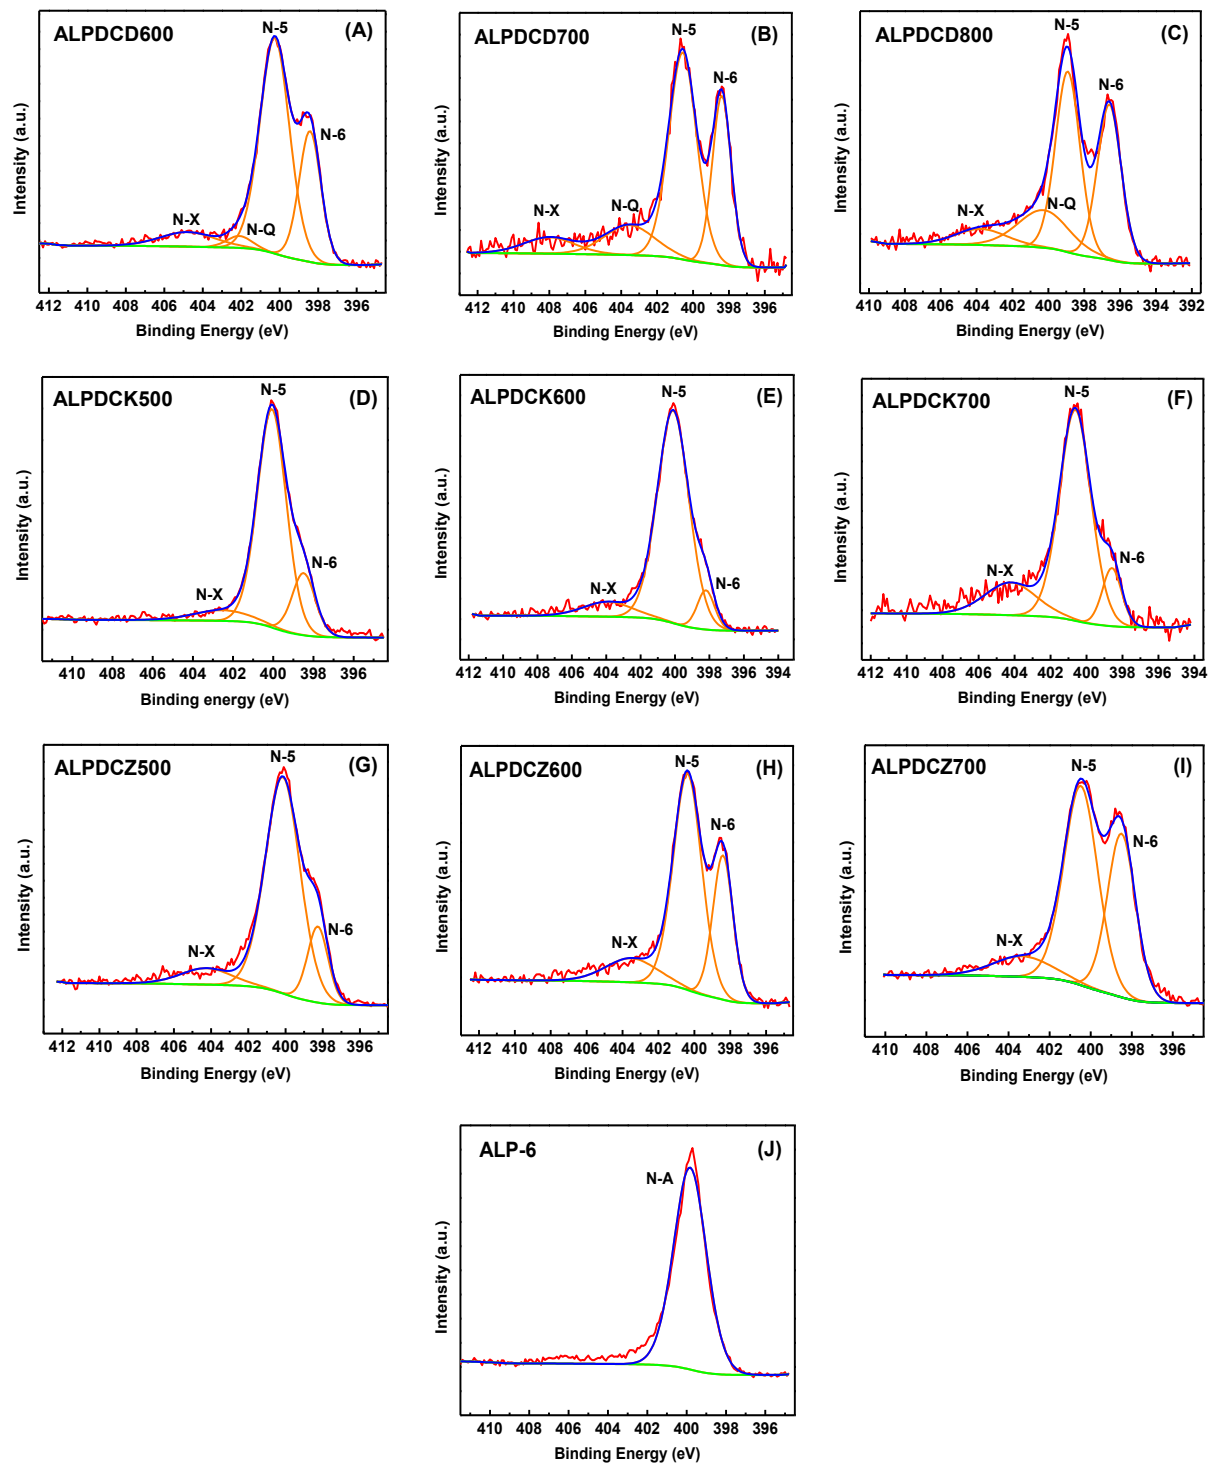 ALPDCD600 (A)
N-5
N-6
N-X
N-Q
Intensity (a.u.)
412 410 408 406 404 402 400 398 396
Binding Energy (eV)
ALPDCD700 (B)
N-5
N-6
N-X
N-Q
Intensity (a.u.)
412 410 408 406 404 402 400 398 396
Binding Energy (eV)
ALPDCD800 (C)
N-5
N-6
N-X
N-Q
Intensity (a.u.)
410 408 406 404 402 400 398 396 394 392
Binding Energy (eV)
ALPDCK500 (D)
N-5
N-6
N-X
Intensity (a.u.)
410 408 406 404 402 400 398 396
Binding energy (eV)
ALPDCK600 (E)
N-5
N-6
N-X
Intensity (a.u.)
412 410 408 406 404 402 400 398 396 394
Binding Energy (eV)
ALPDCK700 (F)
N-5
N-6
N-X
Intensity (a.u.)
412 410 408 406 404 402 400 398 396 394
Binding Energy (eV)
ALPDCZ500 (G)
N-5
N-6
N-X
Intensity (a.u.)
412 410 408 406 404 402 400 398 396
Binding Energy (eV)
ALPDCZ600 (H)
N-5
N-6
N-X
Intensity (a.u.)
412 410 408 406 404 402 400 398 396
Binding Energy (eV)
ALPDCZ700 (I)
N-5
N-6
N-X
Intensity (a.u.)
410 408 406 404 402 400 398 396
Binding Energy (eV)
ALP-6 (J)
N-A
Intensity (a.u.)
410 408 406 404 402 400 398 396
Binding Energy (eV)